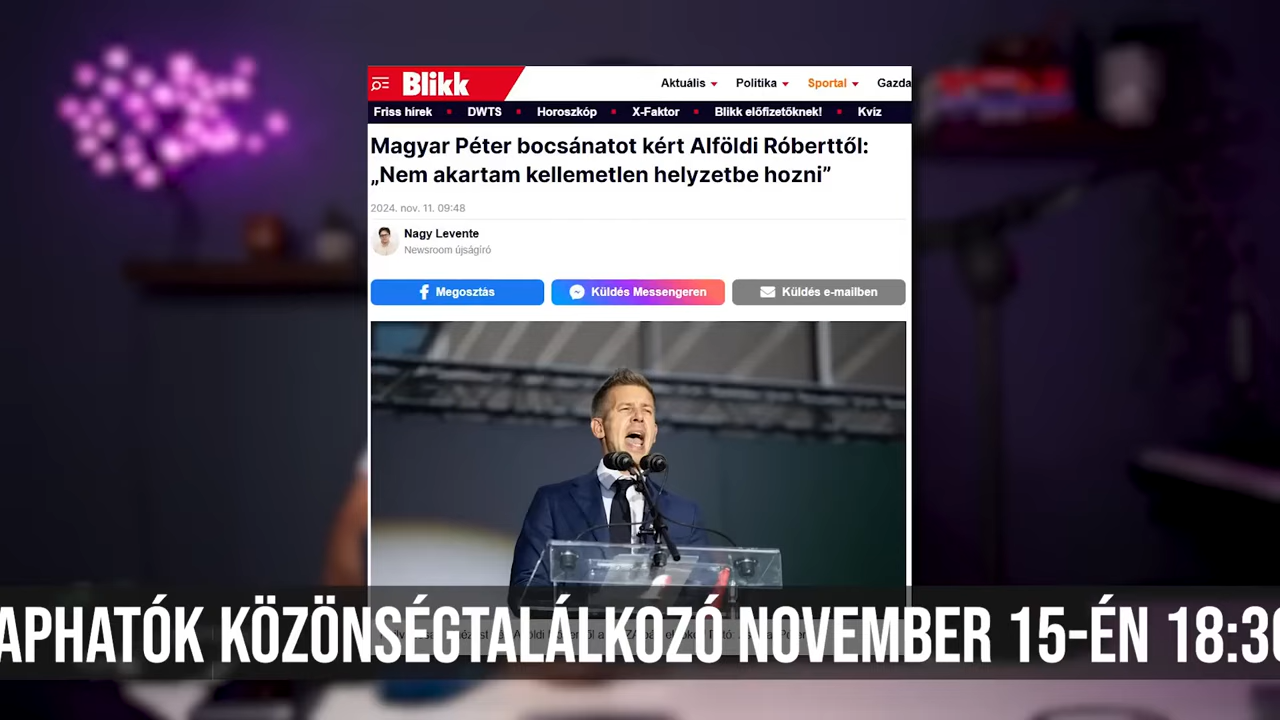 Blikk
Aktuális Politika Sportal Gazda
Friss hírek DWTS Horoszkóp X-Faktor Blikk előfizetőknek! Kvíz
Magyar Péter bocsánatot kért Alföldi Róberttől:
„Nem akartam kellemetlen helyzetbe hozni”
2024. nov. 11. 09:48
Nagy Levente
Newsroom újságíró
Megosztás Küldés Messengeren Küldés e-mailben
APHATÓK KÖZÖNSÉGTALÁLKOZÓ NOVEMBER 15-ÉN 18:30